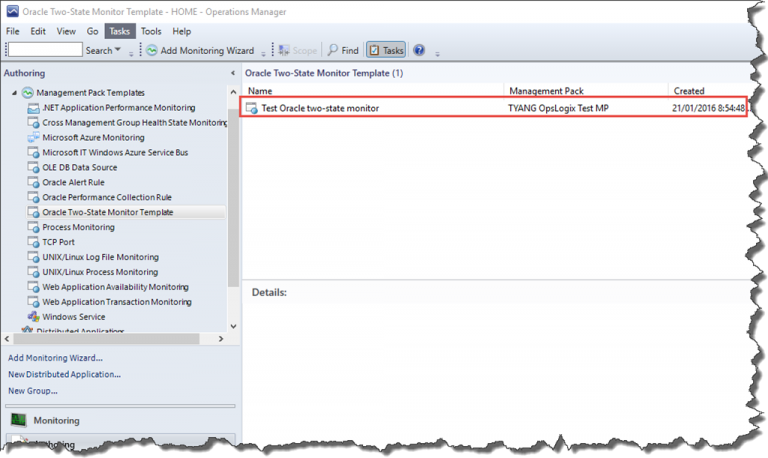 Oracle Two-State Monitor Template - HOME - Operations Manager
File Edit View Go Tasks Tools Help
Search Add Monitoring Wizard Scope Find Tasks
Authoring
Management Pack Templates
.NET Application Performance Monitoring
Cross Management Group Health State Monitoring
Microsoft Azure Monitoring
Microsoft IT Windows Azure Service Bus
OLE DB Data Source
Oracle Alert Rule
Oracle Performance Collection Rule
Oracle Two-State Monitor Template
Process Monitoring
TCP Port
UNIX/Linux Log File Monitoring
UNIX/Linux Process Monitoring
Web Application Availability Monitoring
Web Application Transaction Monitoring
Windows Service
Distributed Applications
Add Monitoring Wizard...
New Distributed Application...
New Group...
Monitoring
Oracle Two-State Monitor Template (1)
Name Management Pack Created
Test Oracle two-state monitor TYANG OpsLogix Test MP 21/01/2016 8:54:48...
Details: